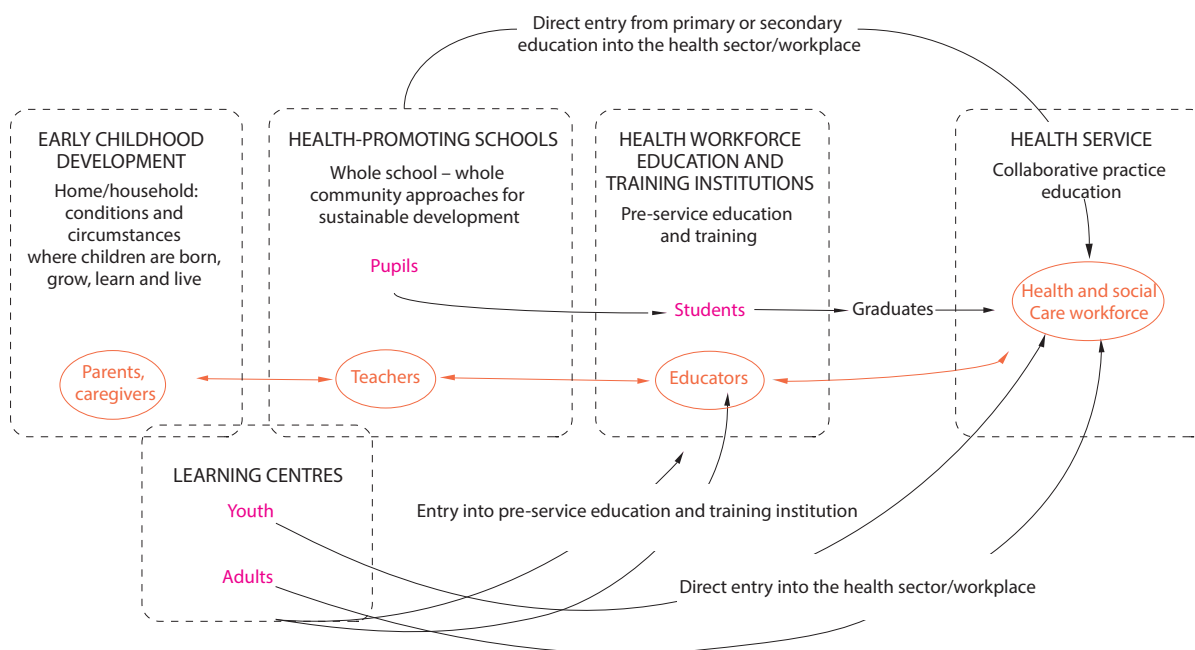 Direct entry from primary or secondary
education into the health sector/workplace
EARLY CHILDHOOD
DEVELOPMENT
Home/household:
conditions and
circumstances
where children are born,
grow, learn and live
Parents,
caregivers
HEALTH-PROMOTING SCHOOLS
Whole school – whole
community approaches for
sustainable development
Pupils
Teachers
HEALTH WORKFORCE
EDUCATION AND
TRAINING INSTITUTIONS
Pre-service education
and training
Students
Educators
Graduates
HEALTH SERVICE
Collaborative practice
education
Health and social
Care workforce
LEARNING CENTRES
Youth
Adults
Entry into pre-service education and training institution
Direct entry into the health sector/workplace